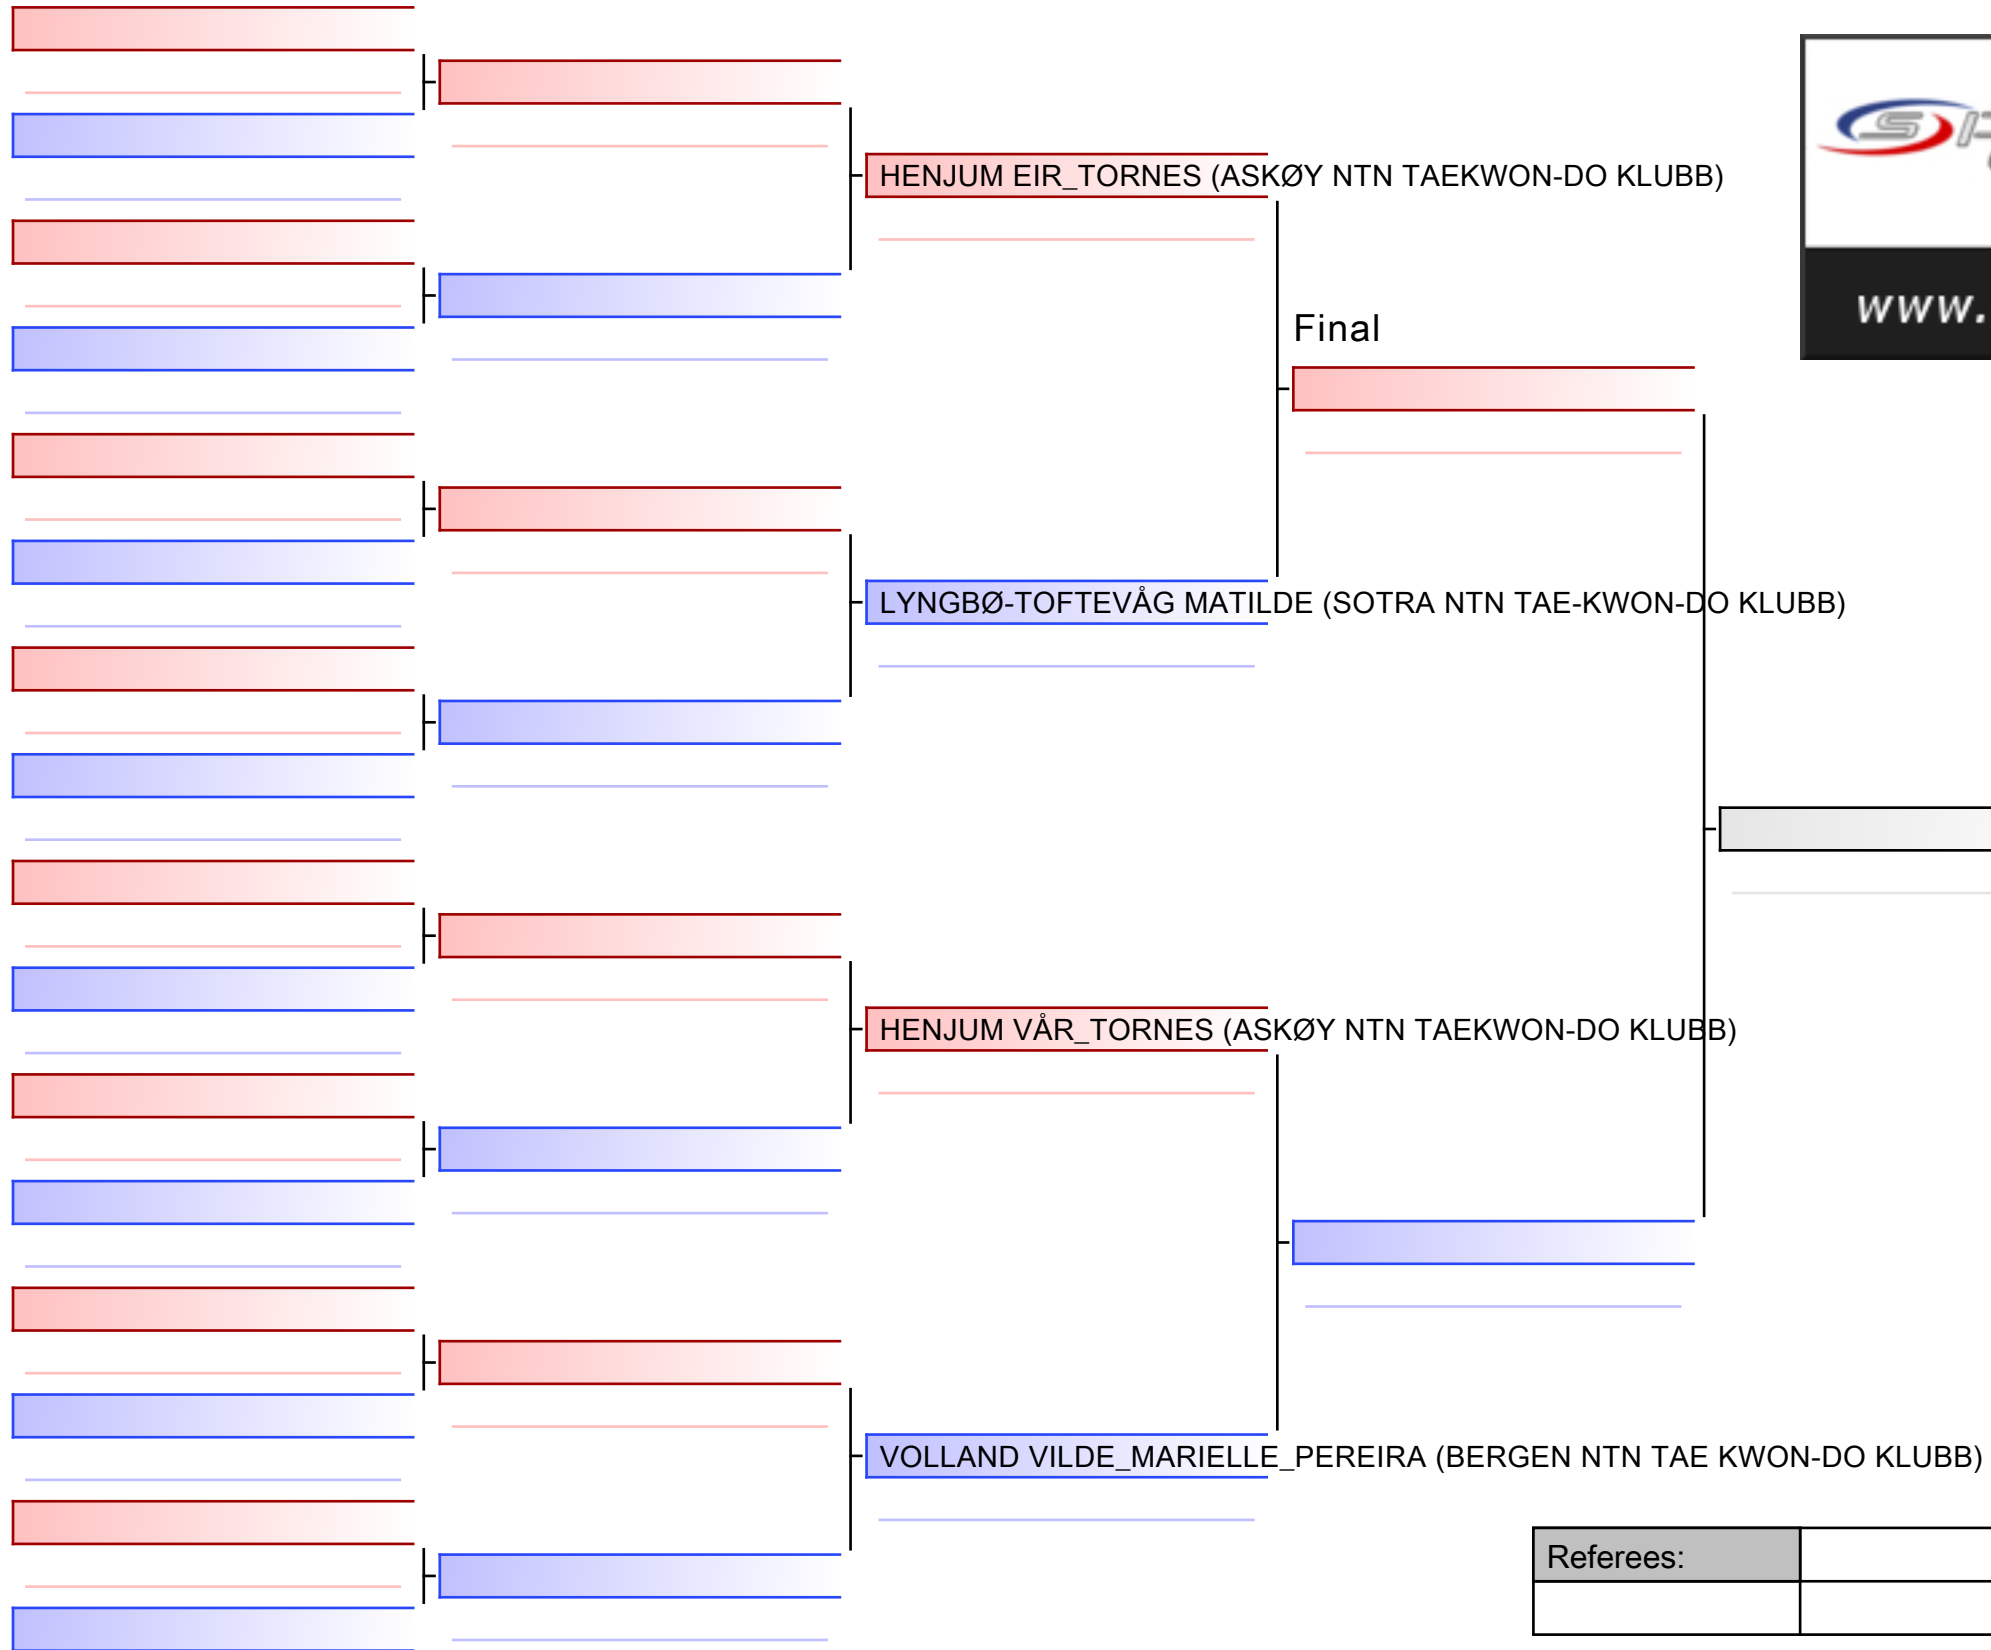 HENJUM EIR_TORNES (ASKØY NTN TAEKWON-DO KLUBB)
www.
Final
LYNGBØ-TOFTEVÅG MATILDE (SOTRA NTN TAE-KWON-DO KLUBB)
HENJUM VÅR_TORNES (ASKØY NTN TAEKWON-DO KLUBB)
VOLLAND VILDE_MARIELLE_PEREIRA (BERGEN NTN TAE KWON-DO KLUBB)
Referees: